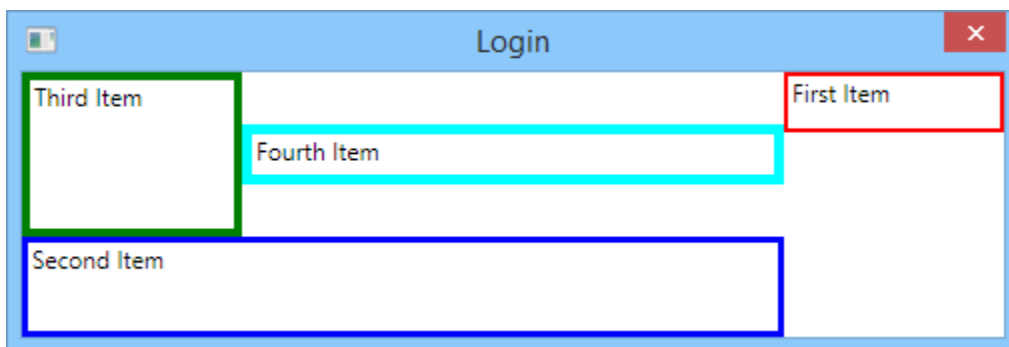 Login
Third Item
First Item
Fourth Item
Second Item